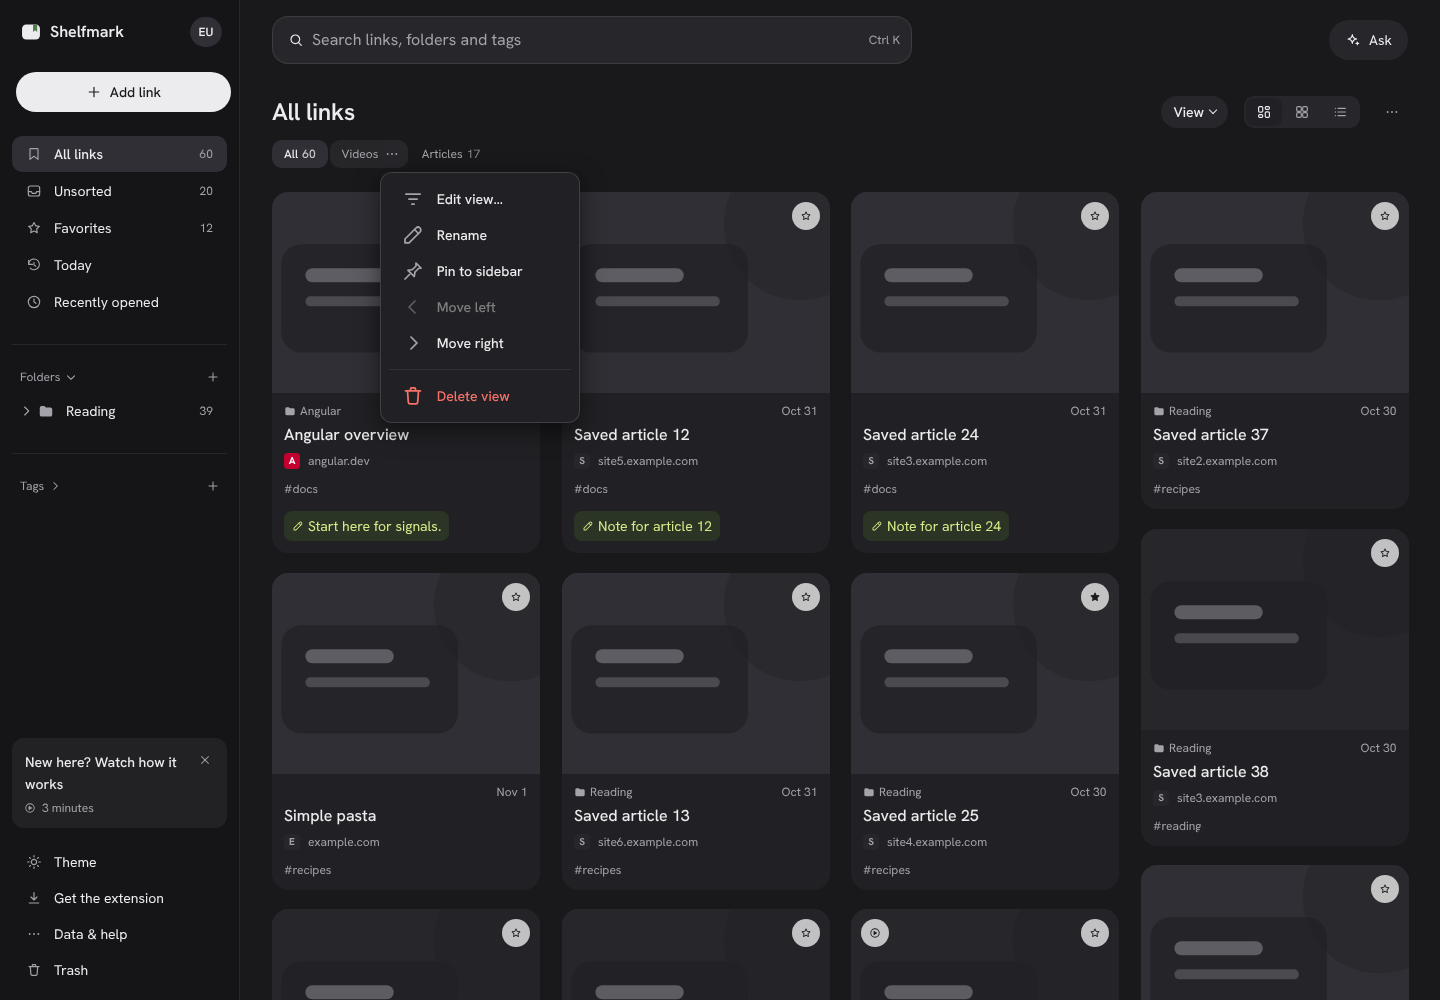 Shelfmark
EU
Add link
All links 60
Unsorted 20
Favorites 12
Today
Recently opened
Folders
Reading 39
Tags
New here? Watch how it
works
3 minutes
Theme
Get the extension
Data & help
Trash
Search links, folders and tags
Ctrl K
Ask
All links
View
All 60
Videos
Articles 17
Edit view...
Rename
Pin to sidebar
Move left
Move right
Delete view
Angular
Angular overview
A angular.dev
#docs
Start here for signals.
Oct 31
Saved article 12
S site5.example.com
#docs
Note for article 12
Oct 31
Saved article 24
S site3.example.com
#docs
Note for article 24
Reading Oct 30
Saved article 37
S site2.example.com
#recipes
Nov 1
Simple pasta
E example.com
#recipes
Reading Oct 31
Saved article 13
S site6.example.com
#recipes
Reading Oct 30
Saved article 25
S site4.example.com
#recipes
Reading Oct 30
Saved article 38
S site3.example.com
#reading